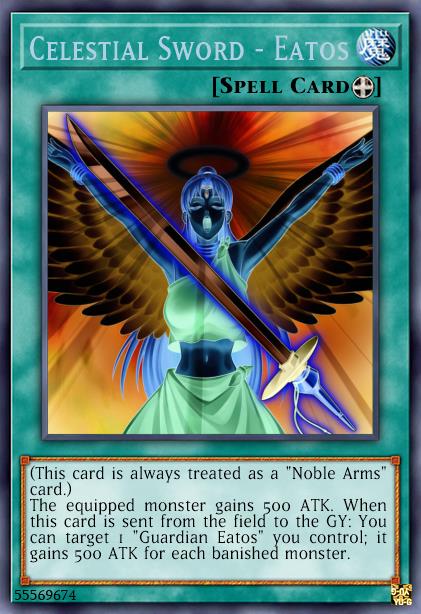 Celestial Sword - Eatos
魔
[Spell Card]
(This card is always treated as a "Noble Arms"
card.)
The equipped monster gains 500 ATK. When
this card is sent from the field to the GY: You
can target 1 "Guardian Eatos" you control; it
gains 500 ATK for each banished monster.
55569674